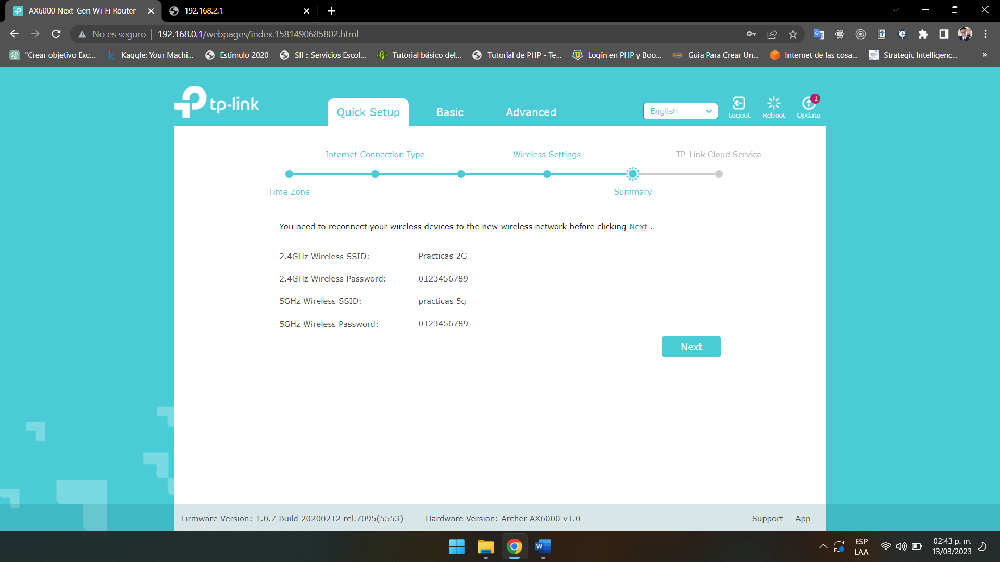 AX6000 Next-Gen Wi-Fi Router
192.168.2.1
No es seguro
192.168.0.1/webpages/index.1581490685802.html
"Crear objetivo Exc...
Kaggle: Your Machi...
Estimulo 2020
SII :: Servicios Escol...
Tutorial básico del...
Tutorial de PHP - Te...
Login en PHP y Boo...
Guia Para Crear Un...
Internet de las cosa...
Strategic Intelligenc...
»
tp-link
Quick Setup
Basic
Advanced
English
Logout
Reboot
1
Update
Internet Connection Type
Wireless Settings
TP-Link Cloud Service
Time Zone
Summary
You need to reconnect your wireless devices to the new wireless network before clicking Next .
2.4GHz Wireless SSID: Practicas 2G
2.4GHz Wireless Password: 0123456789
5GHz Wireless SSID: practicas 5g
5GHz Wireless Password: 0123456789
Next
Firmware Version: 1.0.7 Build 20200212 rel.7095(5553)
Hardware Version: Archer AX6000 v1.0
Support
App
ESP
LAA
02:43 p. m.
13/03/2023